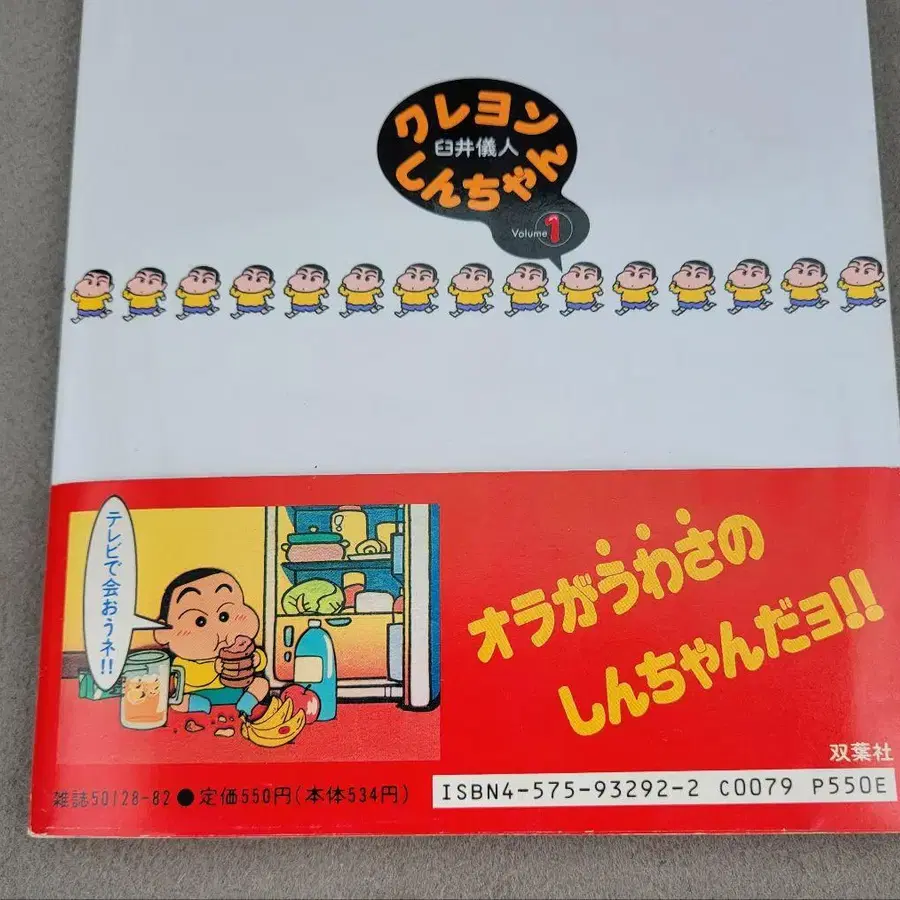 クレヨン
臼井儀人
しんちゃん
Volume 1
テレビで会おうネ!!
オラがうわさの
しんちゃんだヨ!!
双葉社
雑誌50128-82●定価550円(本体534円)
ISBN4-575-93292-2 C0079 P550E